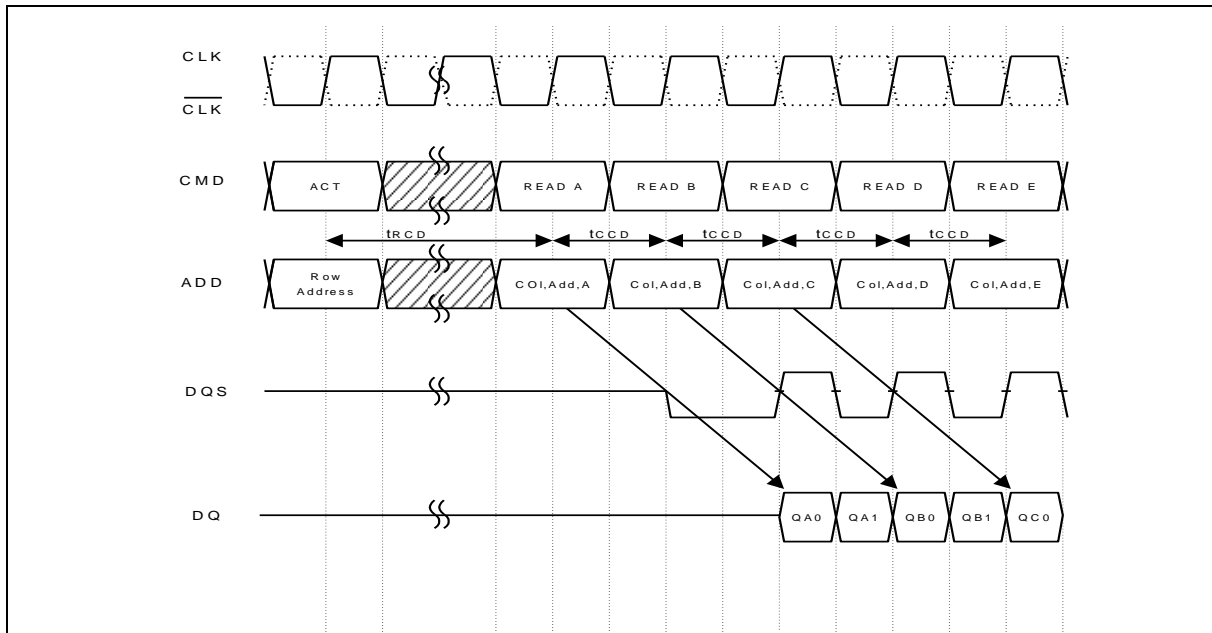 CLK
CLK
CMD
ACT
READ A
READ B
READ C
READ D
READ E
tRCD
tCCD
tCCD
tCCD
tCCD
ADD
Row
Address
COl,Add,A
Col,Add,B
Col,Add,C
Col,Add,D
Col,Add,E
DQS
DQ
QA0
QA1
QB0
QB1
QC0